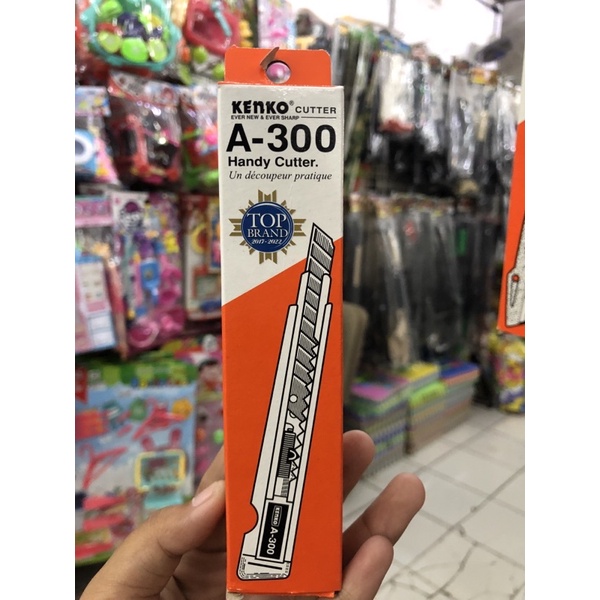 KENKO® CUTTER
EVER NEW & EVER SHARP
A-300
Handy Cutter.
Un découpeur pratique
TOP
BRAND
2017-2022
KENKO
A-300